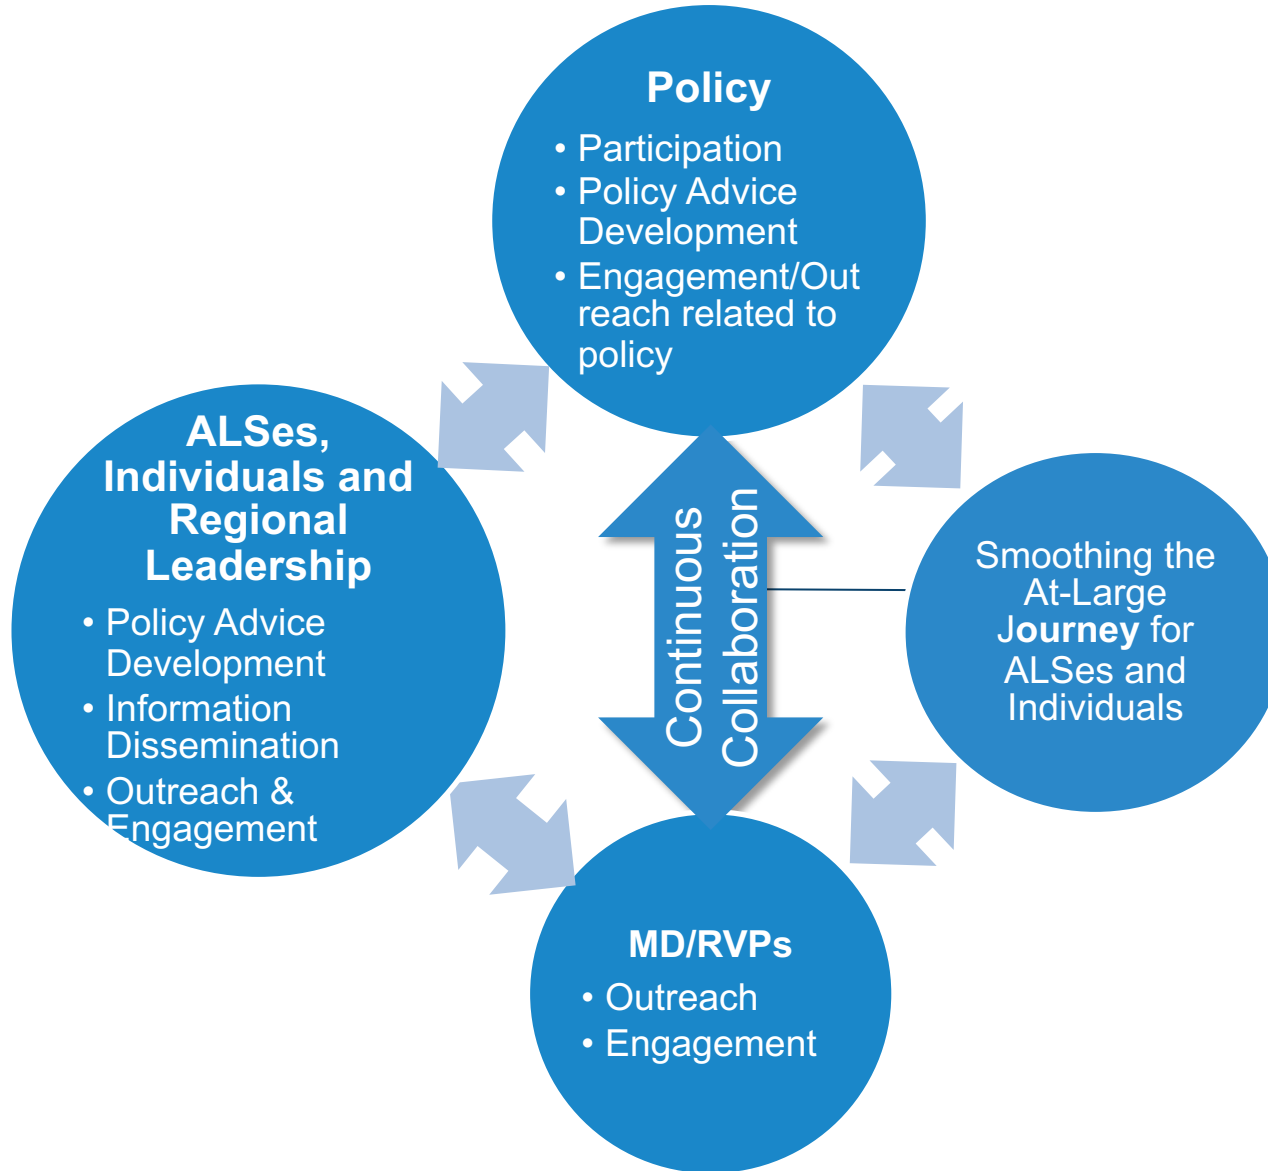 Policy
• Participation
• Policy Advice
Development
• Engagement/Out
reach related to
policy
ALSes,
Individuals and
Regional
Leadership
• Policy Advice
Development
• Information
Dissemination
• Outreach &
Engagement
Continuous
Collaboration
Smoothing the
At-Large
Journey for
ALSes and
Individuals
MD/RVPs
• Outreach
• Engagement